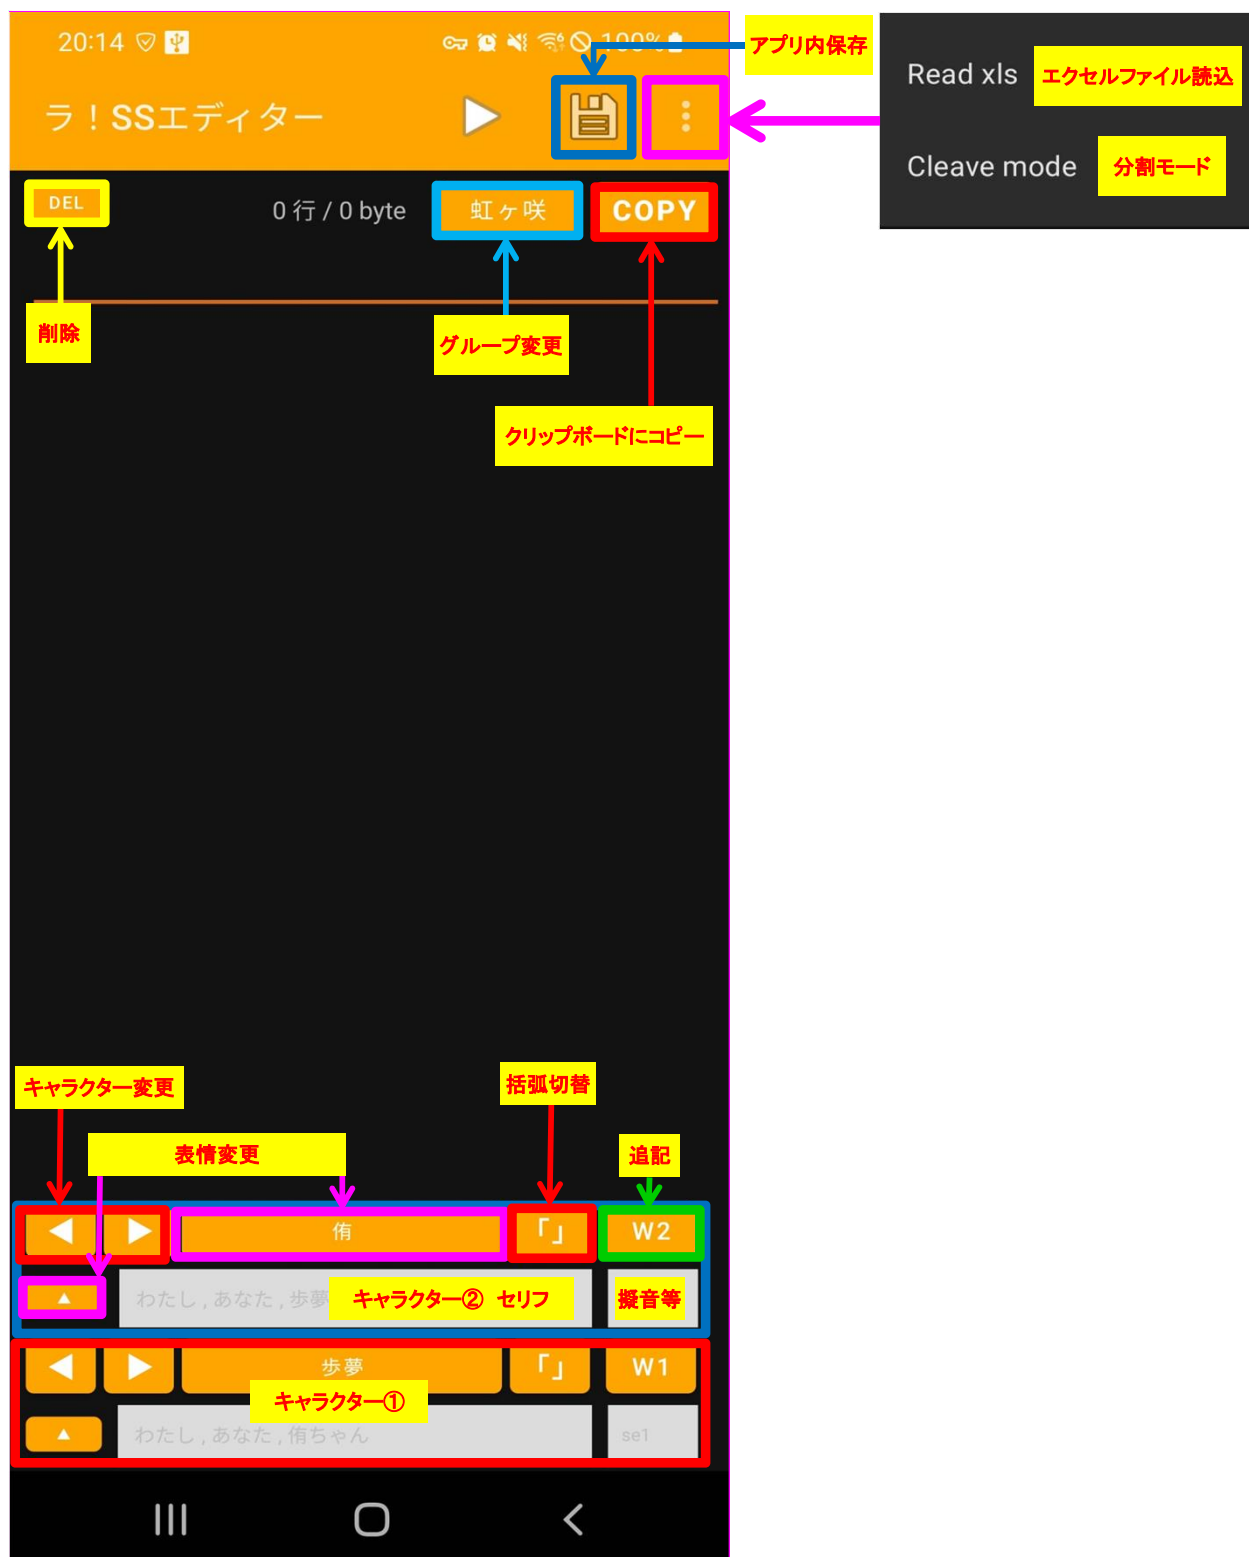 20:14
100%
アプリ内保存
Read xls エクセルファイル読込
ラ！SSエディター
Cleave mode 分割モード
DEL
0 行 / 0 byte
虹ヶ咲
COPY
削除
グループ変更
クリップボードにコピー
キャラクター変更
括弧切替
表情変更
追記
侑
「」
W2
わたし , あなた , 歩夢
キャラクター② セリフ
擬音等
歩夢
「」
W1
キャラクター①
わたし , あなた , 侑ちゃん
se1